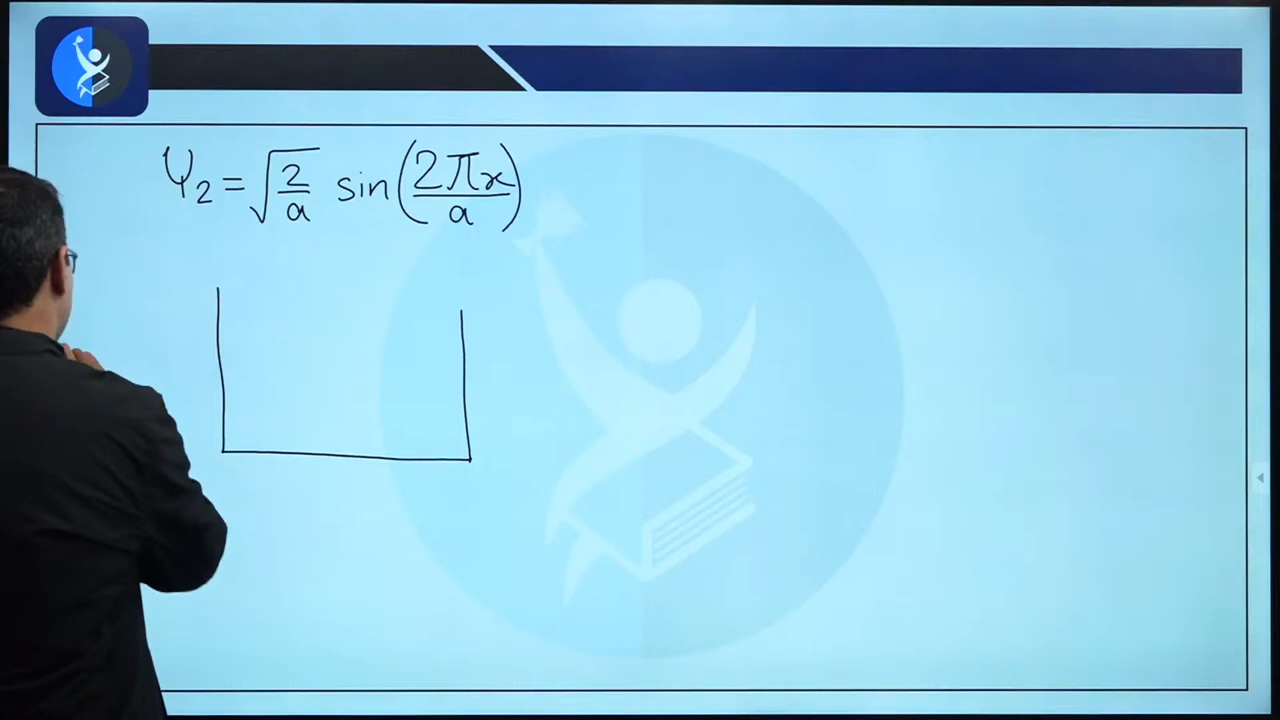 Ψ₂ = √(2/a) sin(2πx/a)